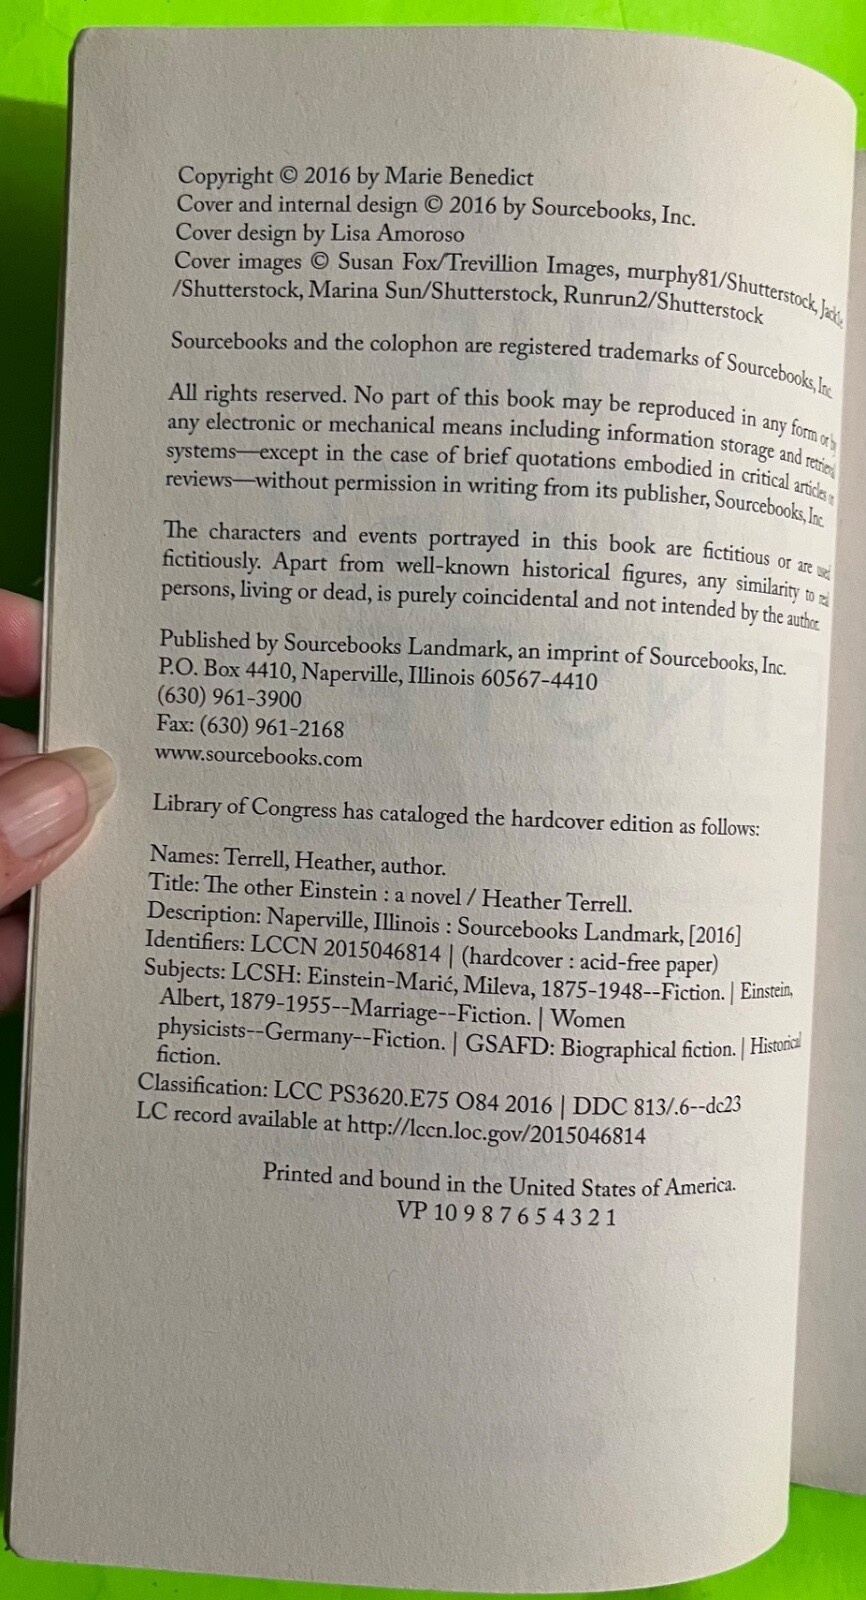 Copyright © 2016 by Marie Benedict
Cover and internal design © 2016 by Sourcebooks, Inc.
Cover design by Lisa Amoroso
Cover images © Susan Fox/Trevillion Images, murphy81/Shutterstock, Jackie
/Shutterstock, Marina Sun/Shutterstock, Runrun2/Shutterstock
Sourcebooks and the colophon are registered trademarks of Sourcebooks, Inc.
All rights reserved. No part of this book may be reproduced in any form or by
any electronic or mechanical means including information storage and retrieval
systems—except in the case of brief quotations embodied in critical articles or
reviews—without permission in writing from its publisher, Sourcebooks, Inc.
The characters and events portrayed in this book are fictitious or are used
fictitiously. Apart from well-known historical figures, any similarity to real
persons, living or dead, is purely coincidental and not intended by the author.
Published by Sourcebooks Landmark, an imprint of Sourcebooks, Inc.
P.O. Box 4410, Naperville, Illinois 60567-4410
(630) 961-3900
Fax: (630) 961-2168
www.sourcebooks.com
Library of Congress has cataloged the hardcover edition as follows:
Names: Terrell, Heather, author.
Title: The other Einstein : a novel / Heather Terrell.
Description: Naperville, Illinois : Sourcebooks Landmark, [2016]
Identifiers: LCCN 2015046814 | (hardcover : acid-free paper)
Subjects: LCSH: Einstein-Marić, Mileva, 1875-1948--Fiction. | Einstein,
Albert, 1879-1955--Marriage--Fiction. | Women
physicists--Germany--Fiction. | GSAFD: Biographical fiction. | Historical
fiction.
Classification: LCC PS3620.E75 O84 2016 | DDC 813/.6--dc23
LC record available at http://lccn.loc.gov/2015046814
Printed and bound in the United States of America.
VP 10 9 8 7 6 5 4 3 2 1